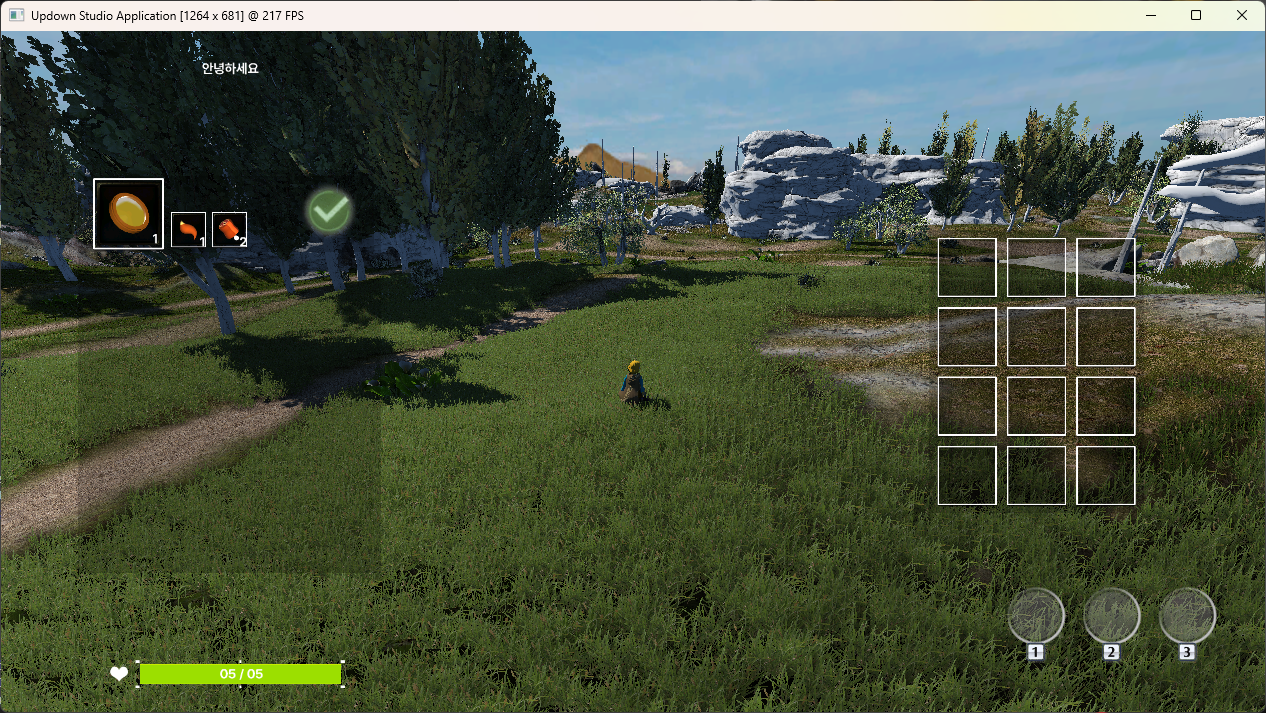 Updown Studio Application [1264 x 681] @ 217 FPS
안녕하세요
1
1
2
05 / 05
1
2
3